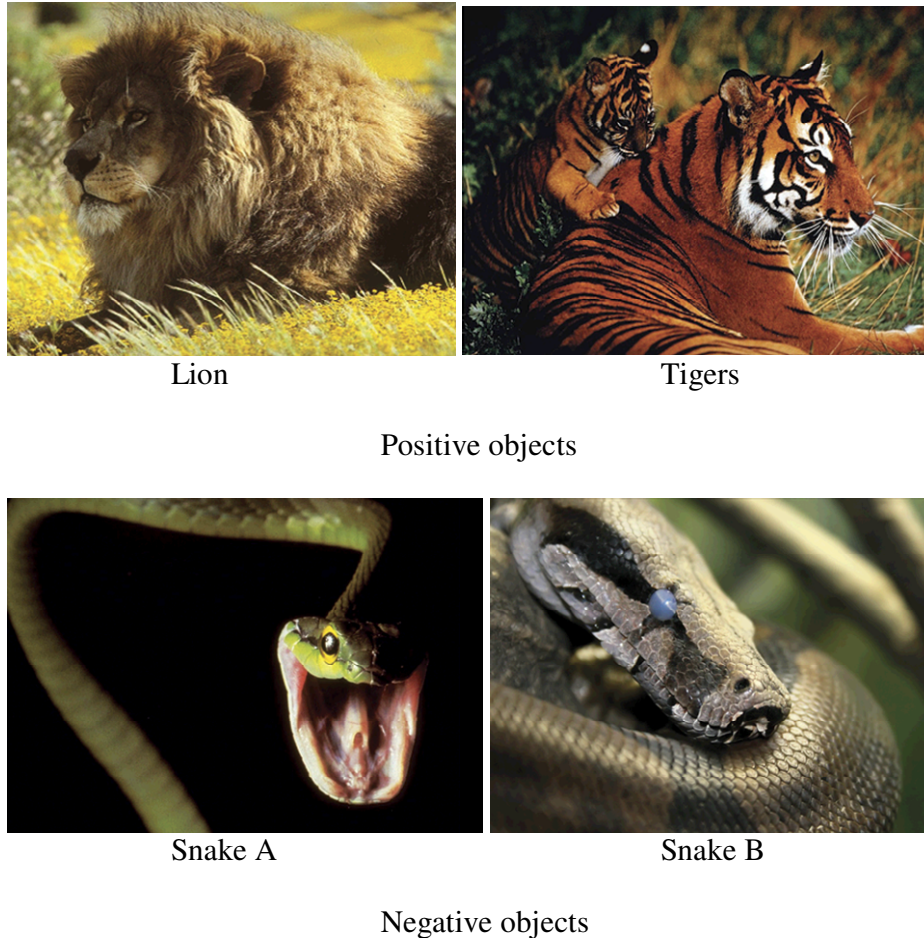 Lion
Tigers
Positive objects
Snake A
Snake B
Negative objects